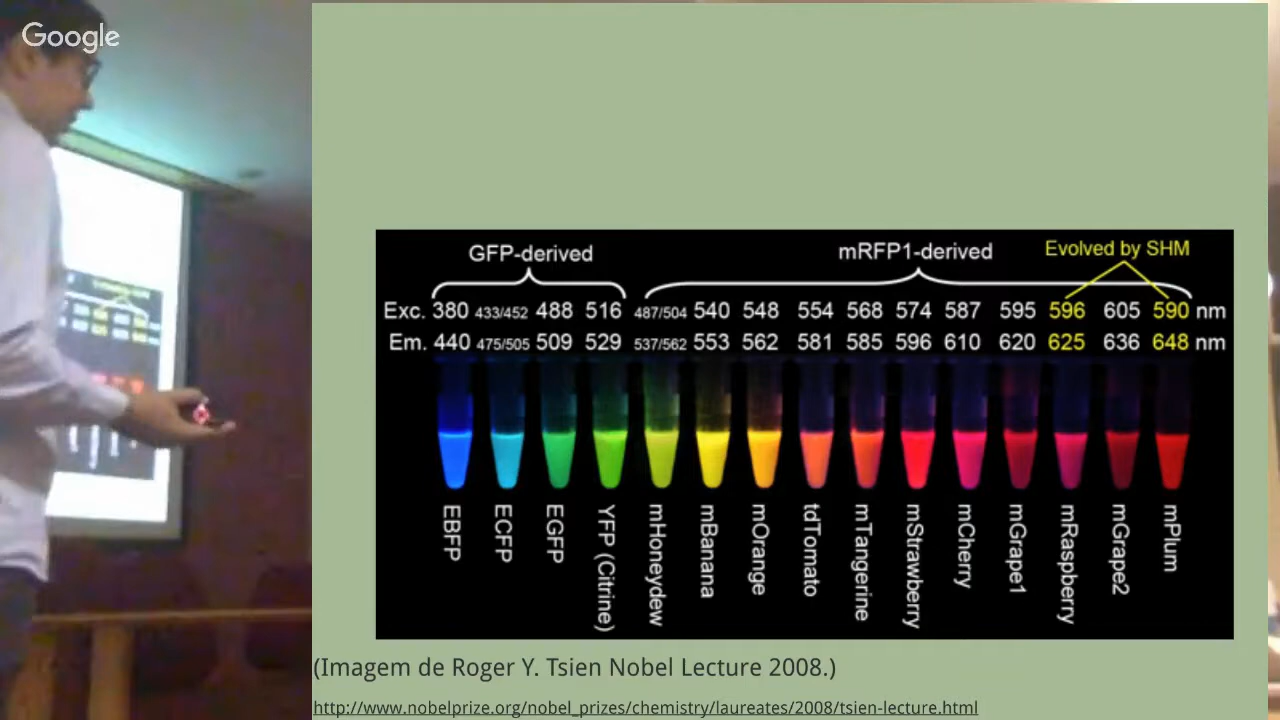 Google
GFP-derived mRFP1-derived Evolved by SHM
Exc. 380 433/452 488 516 487/504 540 548 554 568 574 587 595 596 605 590 nm
Em. 440 475/505 509 529 537/562 553 562 581 585 596 610 620 625 636 648 nm
EBFP
ECFP
EGFP
YFP (Citrine)
mHoneydew
mBanana
mOrange
tdTomato
mTangerine
mStrawberry
mCherry
mGrape1
mRaspberry
mGrape2
mPlum
(Imagem de Roger Y. Tsien Nobel Lecture 2008.)
http://www.nobelprize.org/nobel_prizes/chemistry/laureates/2008/tsien-lecture.html